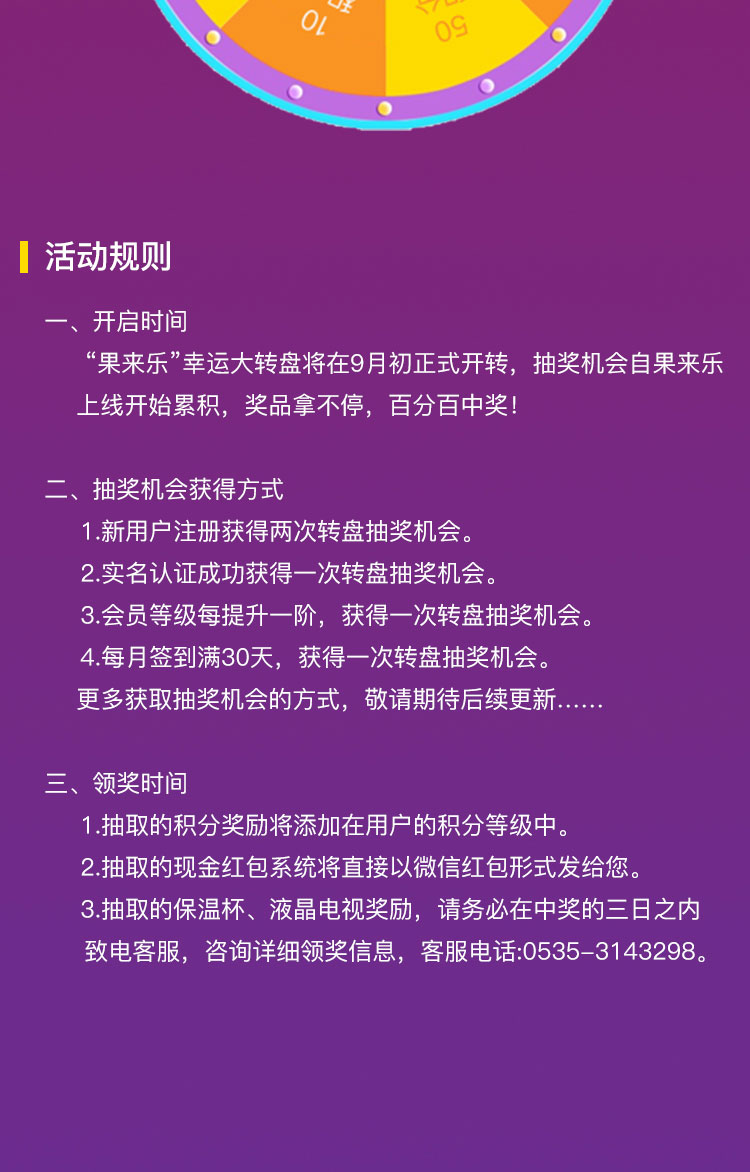 10
积
50
积分
活动规则
一、开启时间
“果来乐”幸运大转盘将在9月初正式开转，抽奖机会自果来乐
上线开始累积，奖品拿不停，百分百中奖！
二、抽奖机会获得方式
1.新用户注册获得两次转盘抽奖机会。
2.实名认证成功获得一次转盘抽奖机会。
3.会员等级每提升一阶，获得一次转盘抽奖机会。
4.每月签到满30天，获得一次转盘抽奖机会。
更多获取抽奖机会的方式，敬请期待后续更新……
三、领奖时间
1.抽取的积分奖励将添加在用户的积分等级中。
2.抽取的现金红包系统将直接以微信红包形式发给您。
3.抽取的保温杯、液晶电视奖励，请务必在中奖的三日之内
致电客服，咨询详细领奖信息，客服电话:0535-3143298。